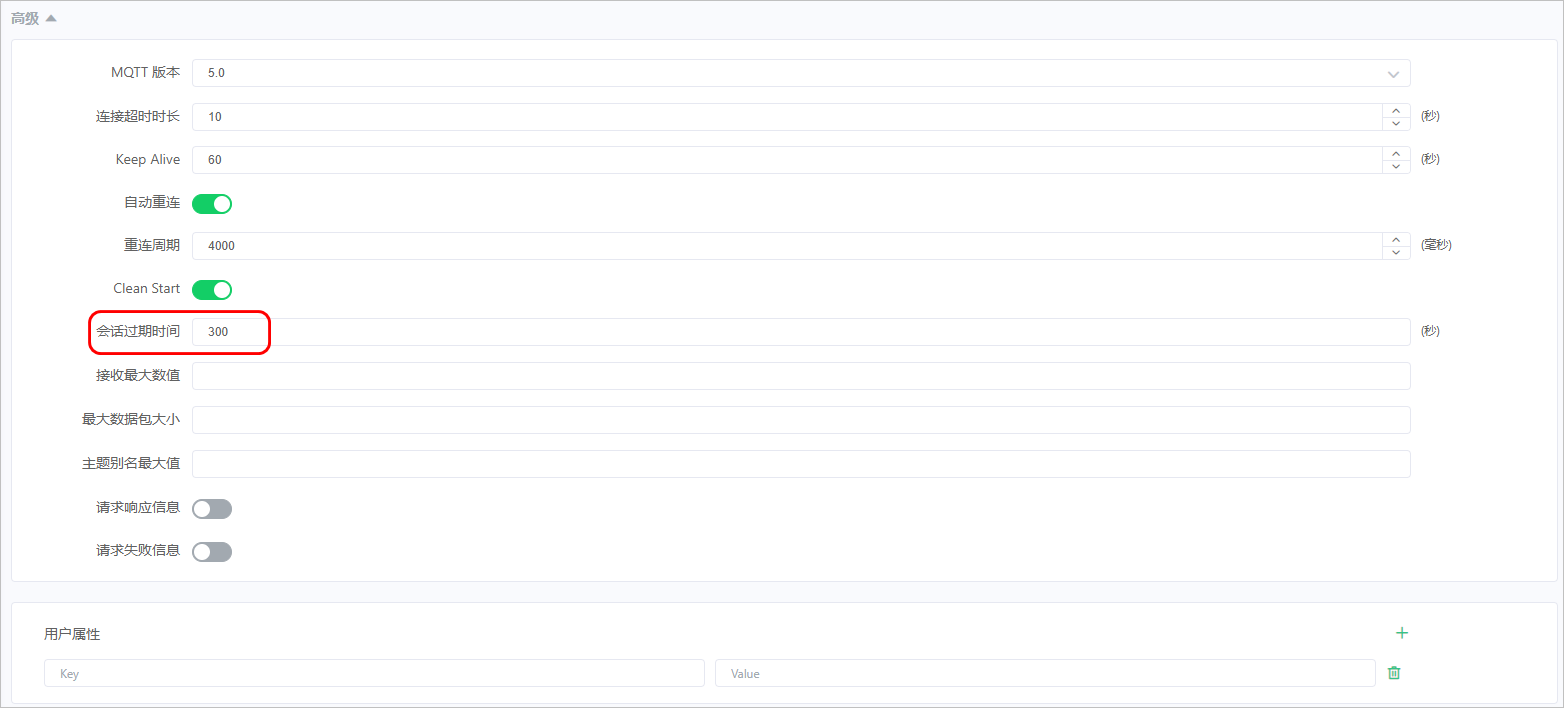 高级
MQTT 版本 5.0
连接超时时长 10 (秒)
Keep Alive 60 (秒)
自动重连
重连周期 4000 (毫秒)
Clean Start
会话过期时间 300 (秒)
接收最大数值
最大数据包大小
主题别名最大值
请求响应信息
请求失败信息
用户属性 +
Key Value